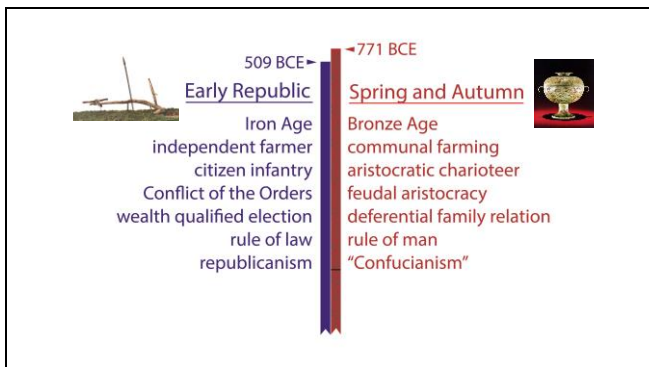 771 BCE
509 BCE
Early Republic
Iron Age
independent farmer
citizen infantry
Conflict of the Orders
wealth qualified election
rule of law
republicanism
Spring and Autumn
Bronze Age
communal farming
aristocratic charioteer
feudal aristocracy
deferential family relation
rule of man
“Confucianism”